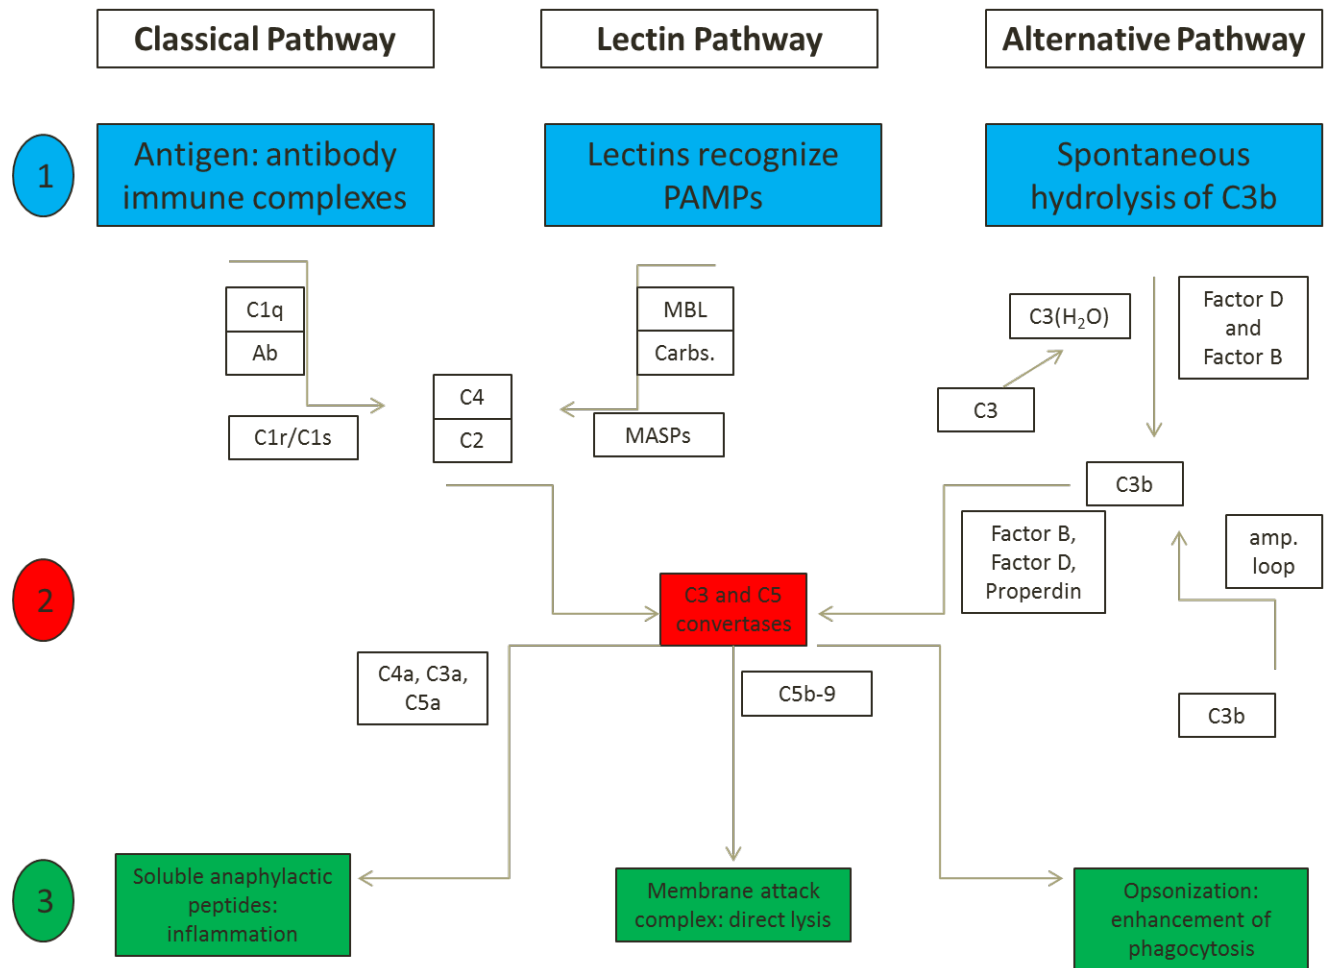 Classical Pathway
Lectin Pathway
Alternative Pathway
1
Antigen: antibody
immune complexes
Lectins recognize
PAMPs
Spontaneous
hydrolysis of C3b
C1q
Ab
C1r/C1s
C4
C2
MBL
Carbs.
MASPs
C3(H₂O)
C3
Factor D
and
Factor B
C3b
Factor B,
Factor D,
Properdin
amp.
loop
C3b
2
C3 and C5
convertases
C4a, C3a,
C5a
C5b-9
3
Soluble anaphylactic
peptides:
inflammation
Membrane attack
complex: direct lysis
Opsonization:
enhancement of
phagocytosis